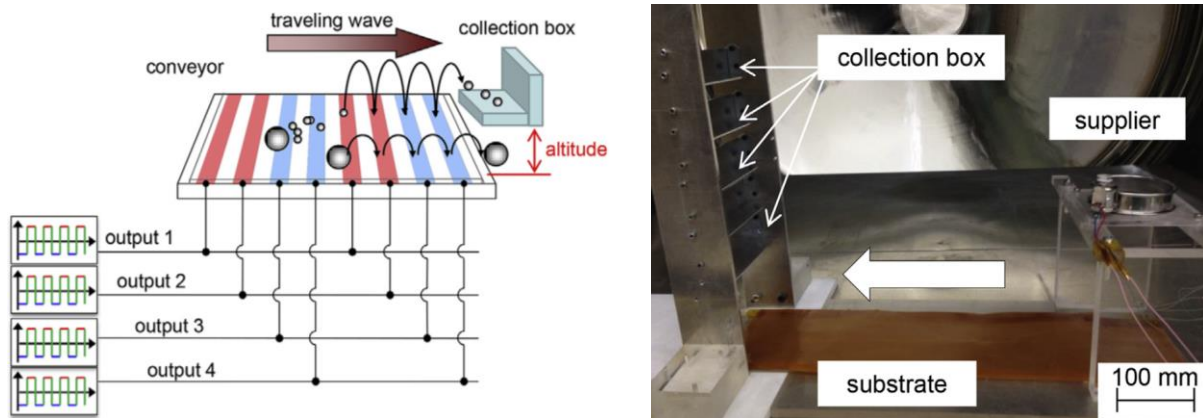 traveling wave
collection box
conveyor
altitude
output 1
output 2
output 3
output 4
collection box
supplier
substrate
100 mm